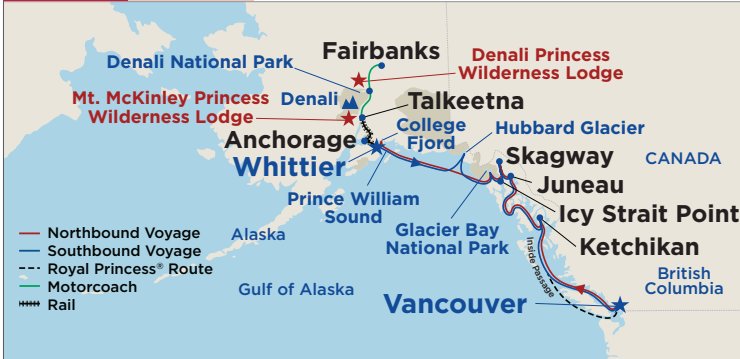 Fairbanks
Denali National Park
Denali Princess
Wilderness Lodge
Mt. McKinley Princess
Wilderness Lodge
Denali
Talkeetna
College
Fjord
Hubbard Glacier
Anchorage
Whittier
Skagway
CANADA
Juneau
Prince William
Sound
Icy Strait Point
Glacier Bay
National Park
Ketchikan
Northbound Voyage
Southbound Voyage
Royal Princess® Route
Motorcoach
Rail
Alaska
Gulf of Alaska
Inside Passage
British
Columbia
Vancouver